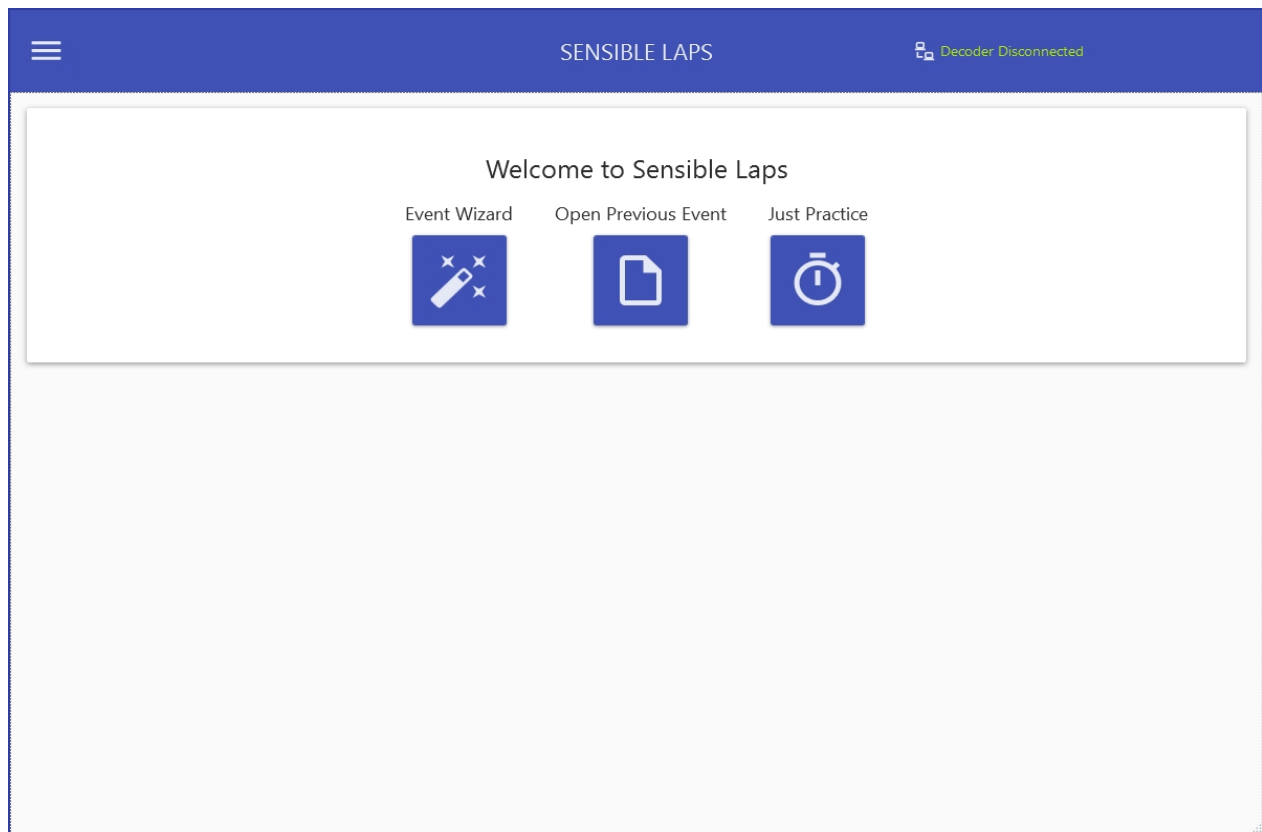 SENSIBLE LAPS
Decoder Disconnected
Welcome to Sensible Laps
Event Wizard
Open Previous Event
Just Practice